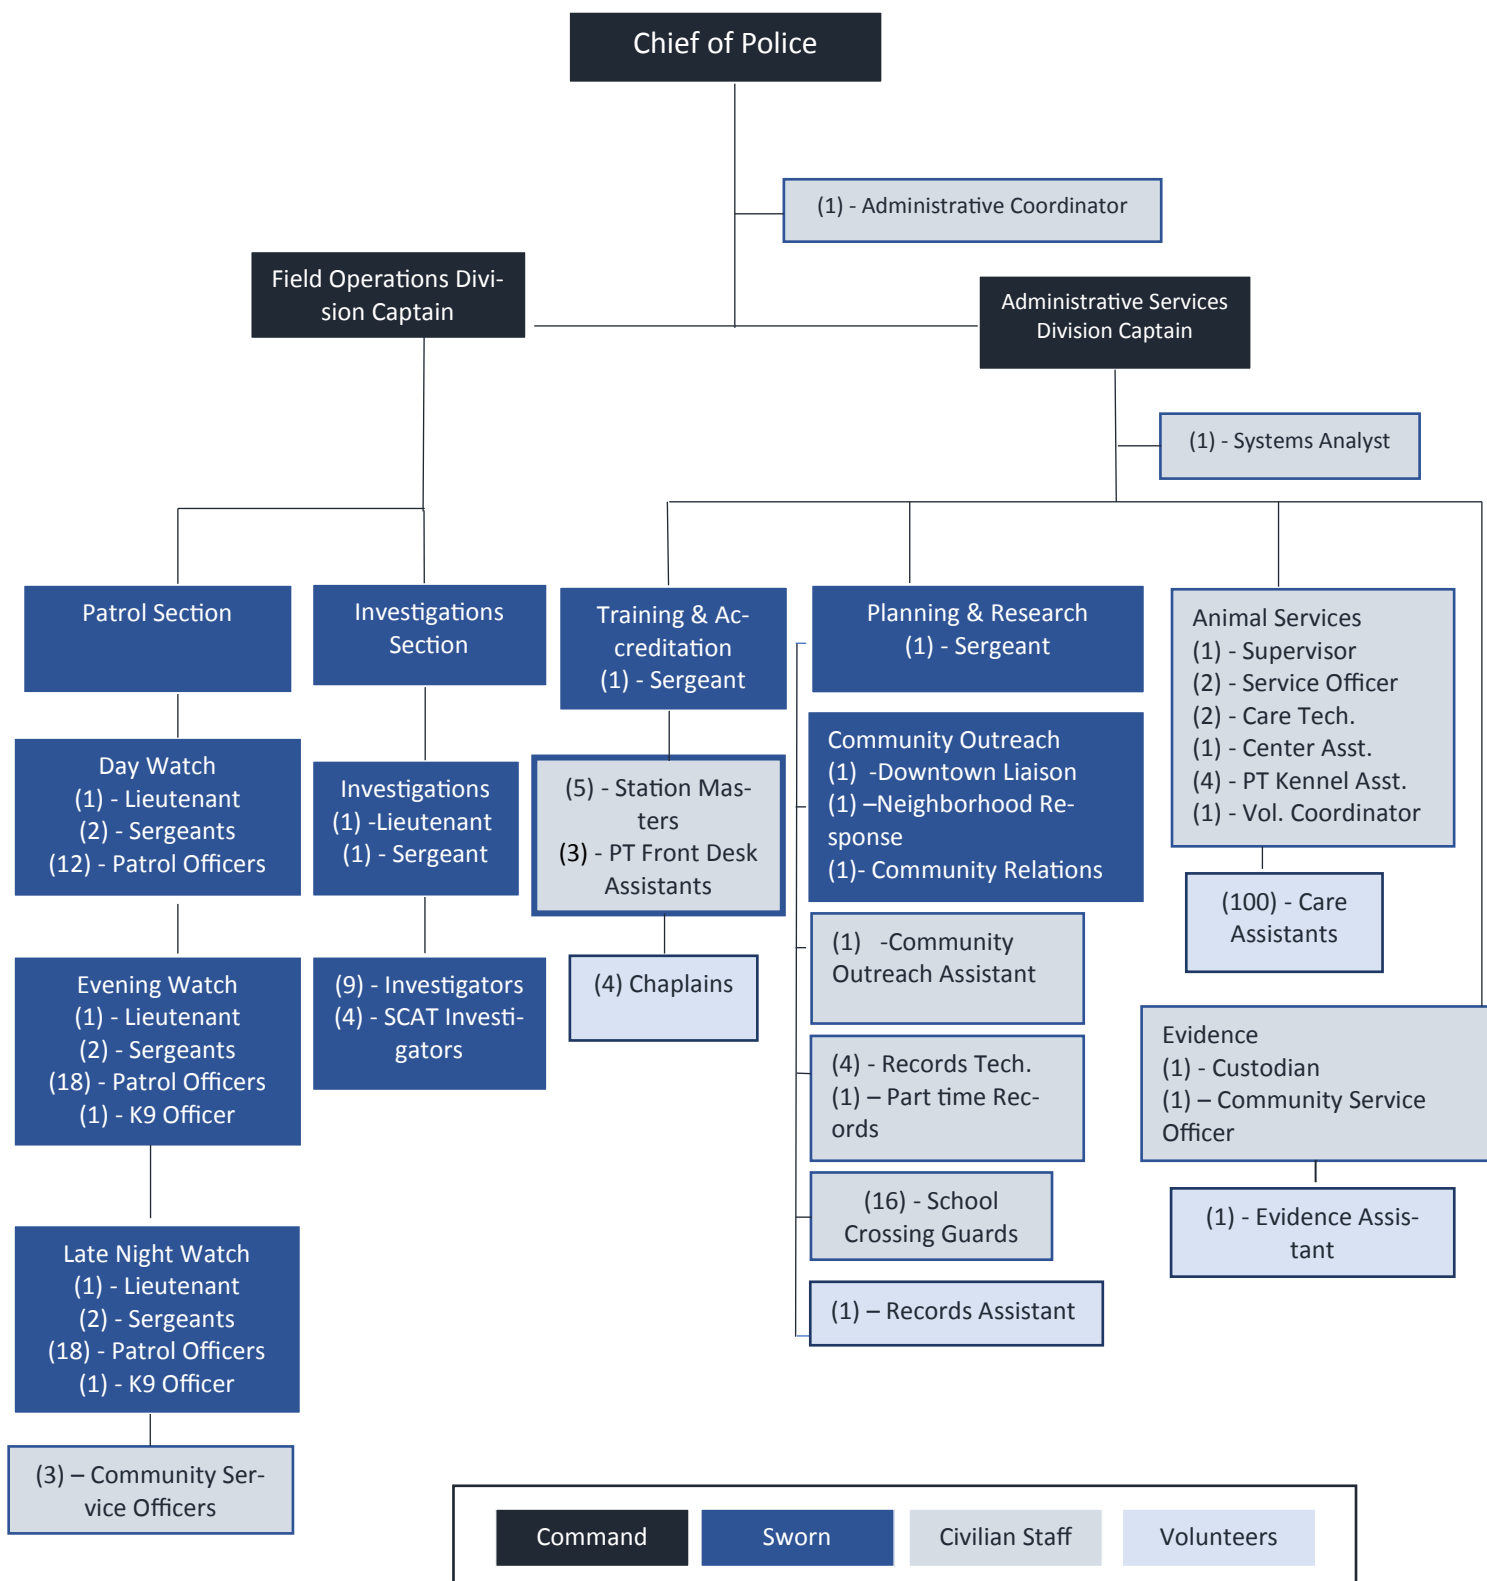 Chief of Police
(1) - Administrative Coordinator
Field Operations Divi-
sion Captain
Administrative Services
Division Captain
(1) - Systems Analyst
Patrol Section
Investigations
Section
Training & Ac-
creditation
(1) - Sergeant
Planning & Research
(1) - Sergeant
Animal Services
(1) - Supervisor
(2) - Service Officer
(2) - Care Tech.
(1) - Center Asst.
(4) - PT Kennel Asst.
(1) - Vol. Coordinator
Day Watch
(1) - Lieutenant
(2) - Sergeants
(12) - Patrol Officers
Investigations
(1) -Lieutenant
(1) - Sergeant
(5) - Station Mas-
ters
(3) - PT Front Desk
Assistants
Community Outreach
(1) -Downtown Liaison
(1) –Neighborhood Re-
sponse
(1)- Community Relations
(100) - Care
Assistants
Evening Watch
(1) - Lieutenant
(2) - Sergeants
(18) - Patrol Officers
(1) - K9 Officer
(9) - Investigators
(4) - SCAT Investi-
gators
(4) Chaplains
(1) -Community
Outreach Assistant
(4) - Records Tech.
(1) – Part time Rec-
ords
Evidence
(1) - Custodian
(1) – Community Service
Officer
(16) - School
Crossing Guards
(1) - Evidence Assis-
tant
Late Night Watch
(1) - Lieutenant
(2) - Sergeants
(18) - Patrol Officers
(1) - K9 Officer
(1) – Records Assistant
(3) – Community Ser-
vice Officers
Command
Sworn
Civilian Staff
Volunteers